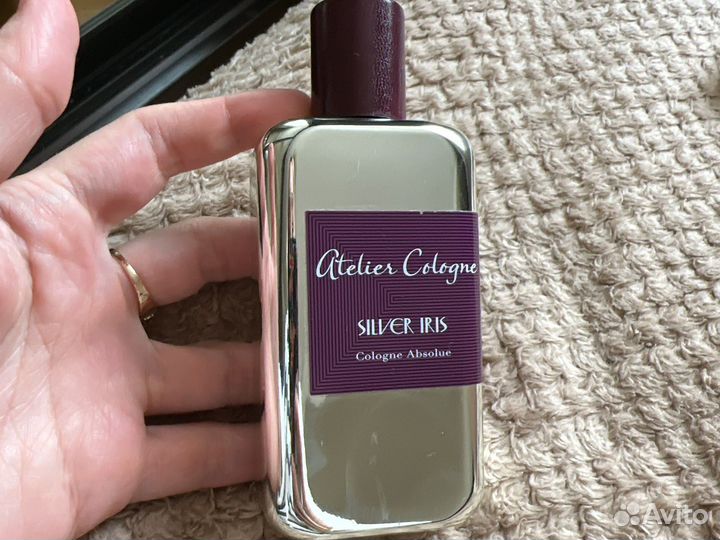 Atelier Cologne
SILVER IRIS
Cologne Absolue
Avito